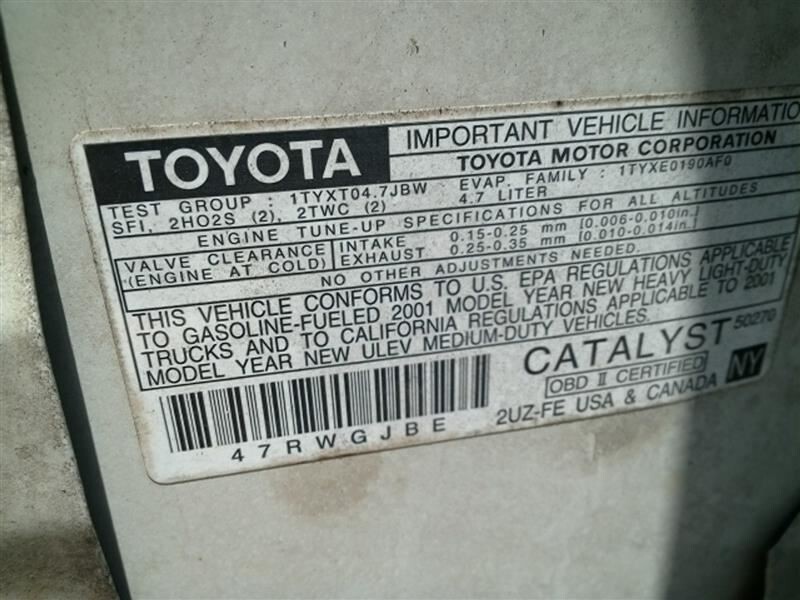 TOYOTA
IMPORTANT VEHICLE INFORMATIO
TOYOTA MOTOR CORPORATION
TEST GROUP : 1TYXT04.7JBW EVAP. FAMILY : 1TYXE0190AF0
SFI, 2HO2S (2), 2TWC (2) 4.7 LITER
ENGINE TUNE-UP SPECIFICATIONS FOR ALL ALTITUDES
VALVE CLEARANCE INTAKE 0.15-0.25 mm [0.006-0.010in.]
(ENGINE AT COLD) EXHAUST 0.25-0.35 mm [0.010-0.014in.]
NO OTHER ADJUSTMENTS NEEDED.
THIS VEHICLE CONFORMS TO U.S. EPA REGULATIONS APPLICABLE
TO GASOLINE-FUELED 2001 MODEL YEAR NEW HEAVY LIGHT-DUTY
TRUCKS AND TO CALIFORNIA REGULATIONS APPLICABLE TO 2001
MODEL YEAR NEW ULEV MEDIUM-DUTY VEHICLES.
CATALYST 50270
OBD II CERTIFIED NY
47RWGJBE 2UZ-FE USA & CANADA